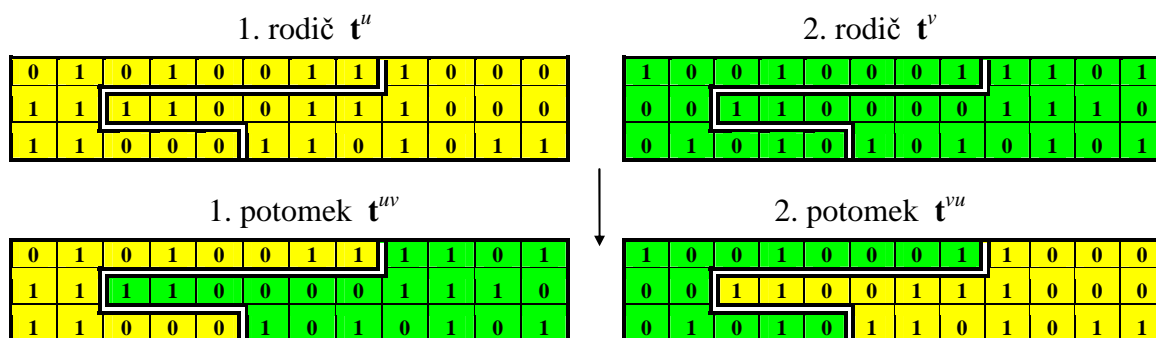 1. rodič t^u 2. rodič t^v
0 1 0 1 0 0 1 1 1 0 0 0 1 0 0 1 0 0 0 1 1 1 0 1
1 1 1 1 0 0 1 1 1 0 0 0 0 0 1 1 0 0 0 0 1 1 1 0
1 1 0 0 0 1 1 0 1 0 1 1 0 1 0 1 0 1 0 1 0 1 0 1
1. potomek t^uv 2. potomek t^vu
0 1 0 1 0 0 1 1 1 1 0 1 1 0 0 1 0 0 0 1 1 0 0 0
1 1 1 1 0 0 0 0 1 1 1 0 0 0 1 1 0 0 1 1 1 0 0 0
1 1 0 0 0 1 0 1 0 1 0 1 0 1 0 1 0 1 1 0 1 0 1 1